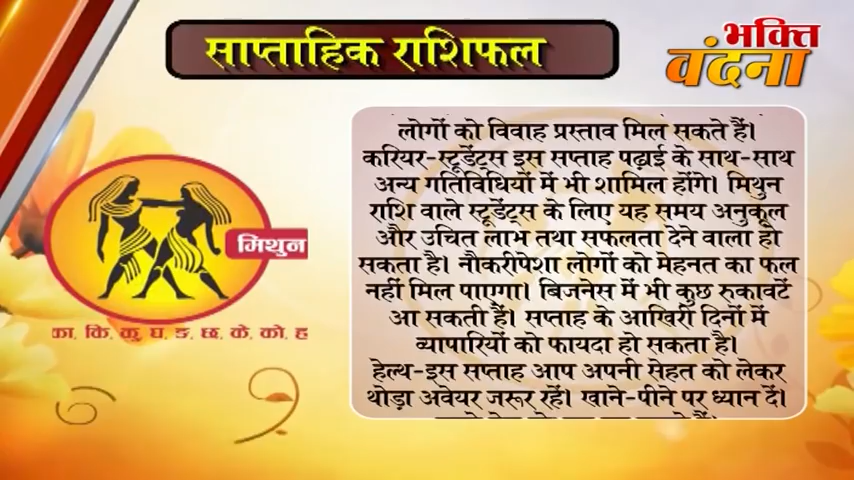 साप्ताहिक राशिफल
भक्ति
वंदना
लोगों को विवाह प्रस्ताव मिल सकते हैं।
करियर-स्टूडेंट्स इस सप्ताह पढ़ाई के साथ-साथ
अन्य गतिविधियों में भी शामिल होंगे। मिथुन
राशि वाले स्टूडेंट्स के लिए यह समय अनुकूल
और उचित लाभ तथा सफलता देने वाला हो
सकता है। नौकरीपेशा लोगों को मेहनत का फल
नहीं मिल पाएगा। बिजनेस में भी कुछ रुकावटें
आ सकती हैं। सप्ताह के आखिरी दिनों में
व्यापारियों को फायदा हो सकता है।
हेल्थ-इस सप्ताह आप अपनी सेहत को लेकर
थोड़ा अवेयर जरूर रहें। खाने-पीने पर ध्यान दें।
मिथुन
का, कि, कु, घ, ङ, छ, के, को, ह